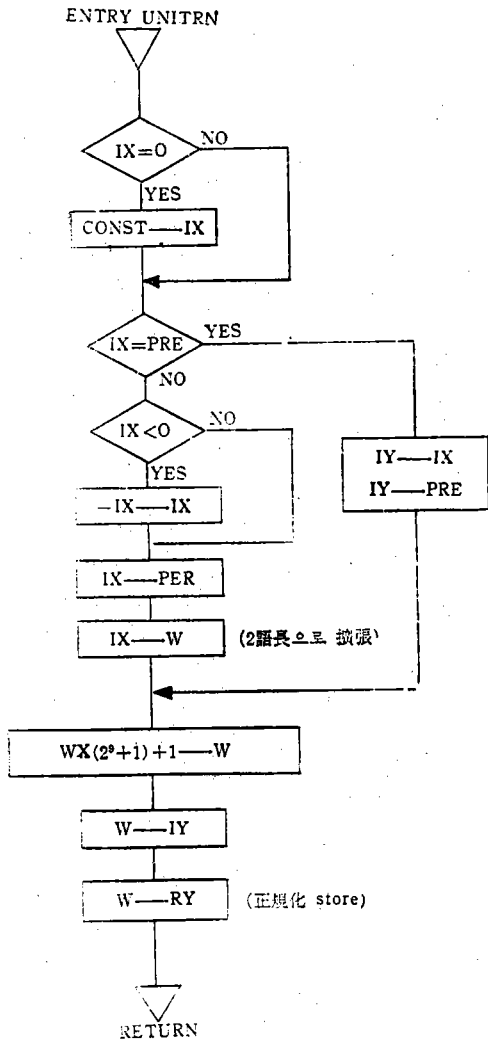 ENTRY UNITRN
IX=O
NO
YES
CONST — IX
IX=PRE
YES
NO
IX<O
NO
YES
IY — IX
IY — PRE
−IX — IX
IX — PER
IX — W
(2語長으로 擴張)
WX(2⁹+1)+1 — W
W — IY
W — RY
(正規化 store)
RETURN